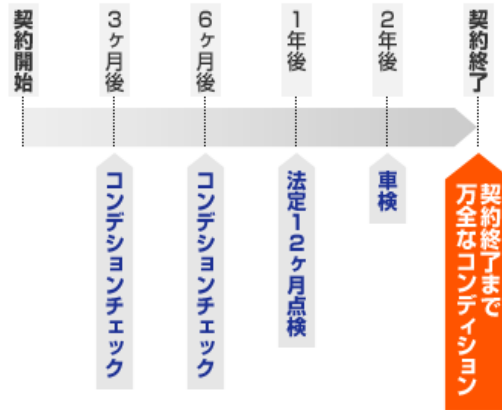 契約開始
3ヶ月後
6ヶ月後
1年後
2年後
契約終了
コンデションチェック
コンデションチェック
法定12ヶ月点検
車検
契約終了まで
万全なコンディション